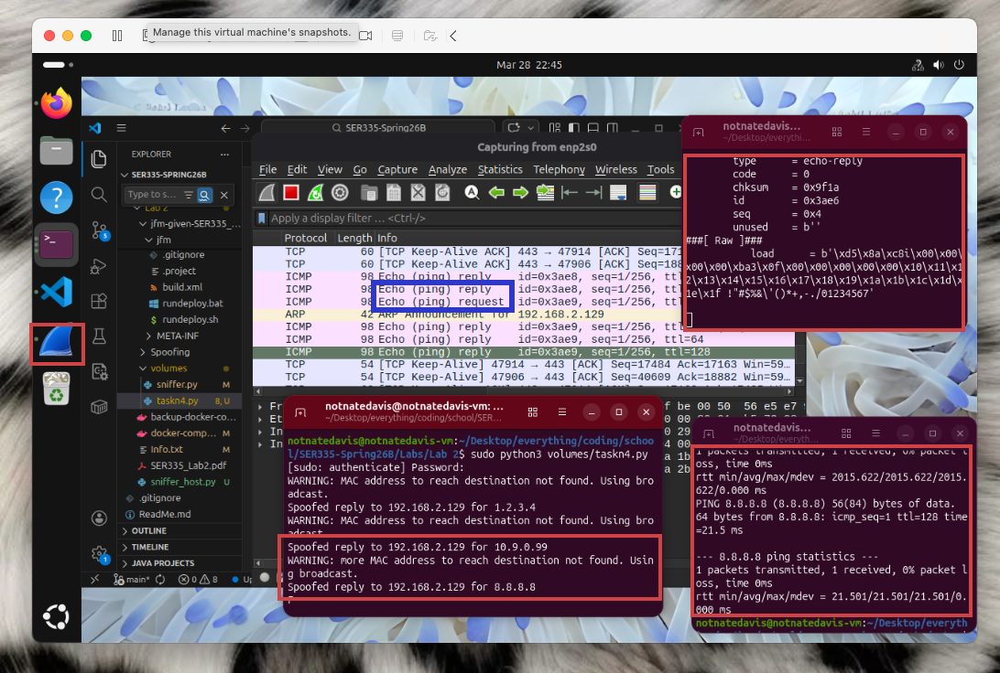 Manage this virtual machine's snapshots.
Mar 28 22:45
SER335-Spring26B
EXPLORER
SER335-SPRING26B
Type to s...
Lab 2
jfm-given-SER335_...
jfm
.gitignore
.project
build.xml
rundeploy.bat
rundeploy.sh
META-INF
Spoofing
volumes
sniffer.py M
taskn4.py 8, U
backup-docker-co...
docker-comp... M
Info.txt M
SER335_Lab2.pdf
sniffer_host.py U
.gitignore
ReadMe.md
OUTLINE
TIMELINE
JAVA PROJECTS
main* 0 8 Up
5
1
Capturing from enp2s0
File Edit View Go Capture Analyze Statistics Telephony Wireless Tools
Apply a display filter ... <Ctrl-/>
Protocol Length Info
TCP 60 [TCP Keep-Alive ACK] 443 → 47914 [ACK] Seq=171
TCP 60 [TCP Keep-Alive ACK] 443 → 47906 [ACK] Seq=188
ICMP 98 Echo (ping) reply id=0x3ae8, seq=1/256, ttl
ICMP 98 Echo (ping) reply id=0x3ae8, seq=1/256, ttl
ICMP 98 Echo (ping) request id=0x3ae9, seq=1/256, ttl
ARP 42 ARP Announcement for 192.168.2.129
ICMP 98 Echo (ping) reply id=0x3ae9, seq=1/256, ttl
ICMP 98 Echo (ping) reply id=0x3ae9, seq=1/256, ttl=64
ICMP 98 Echo (ping) reply id=0x3ae9, seq=1/256, ttl=128
TCP 54 [TCP Keep-Alive] 47914 → 443 [ACK] Seq=17484 Ack=17163 Win=59...
TCP 54 [TCP Keep-Alive] 47906 → 443 [ACK] Seq=40609 Ack=18882 Win=59...
Fr
Et
In
In
f be 00 50 56 e5 e7
notnatedavis...
~/Desktop/everythi...
type = echo-reply
code = 0
chksum = 0x9f1a
id = 0x3ae6
seq = 0x4
unused = b''
###[ Raw ]###
load = b'\xd5\x8a\xc8i\x00\x00\
x00\x00\xba3\x0f\x00\x00\x00\x00\x00\x10\x11\x1
2\x13\x14\x15\x16\x17\x18\x19\x1a\x1b\x1c\x1d\x
1e\x1f !"#$%&\'()*+,-./01234567'
notnatedavis@notnatedavis-vm: ...
~/Desktop/everything/coding/school/SER...
notnatedavis@notnatedavis-vm:~/Desktop/everything/coding/schoo
l/SER335-Spring26B/Labs/Lab 2$ sudo python3 volumes/taskn4.py
[sudo: authenticate] Password:
WARNING: MAC address to reach destination not found. Using bro
adcast.
Spoofed reply to 192.168.2.129 for 1.2.3.4
WARNING: MAC address to reach destination not found. Using bro
adcast.
Spoofed reply to 192.168.2.129 for 10.9.0.99
WARNING: more MAC address to reach destination not found. Usin
g broadcast.
Spoofed reply to 192.168.2.129 for 8.8.8.8
notnatedavis...
~/Desktop/everythi...
1 packets transmitted, 1 received, 0% packet l
oss, time 0ms
rtt min/avg/max/mdev = 2015.622/2015.622/2015.
622/0.000 ms
PING 8.8.8.8 (8.8.8.8) 56(84) bytes of data.
64 bytes from 8.8.8.8: icmp_seq=1 ttl=128 time
=21.5 ms
--- 8.8.8.8 ping statistics ---
1 packets transmitted, 1 received, 0% packet l
oss, time 0ms
rtt min/avg/max/mdev = 21.501/21.501/21.501/0.
000 ms
notnatedavis@notnatedavis-vm:~/Desktop/everyth